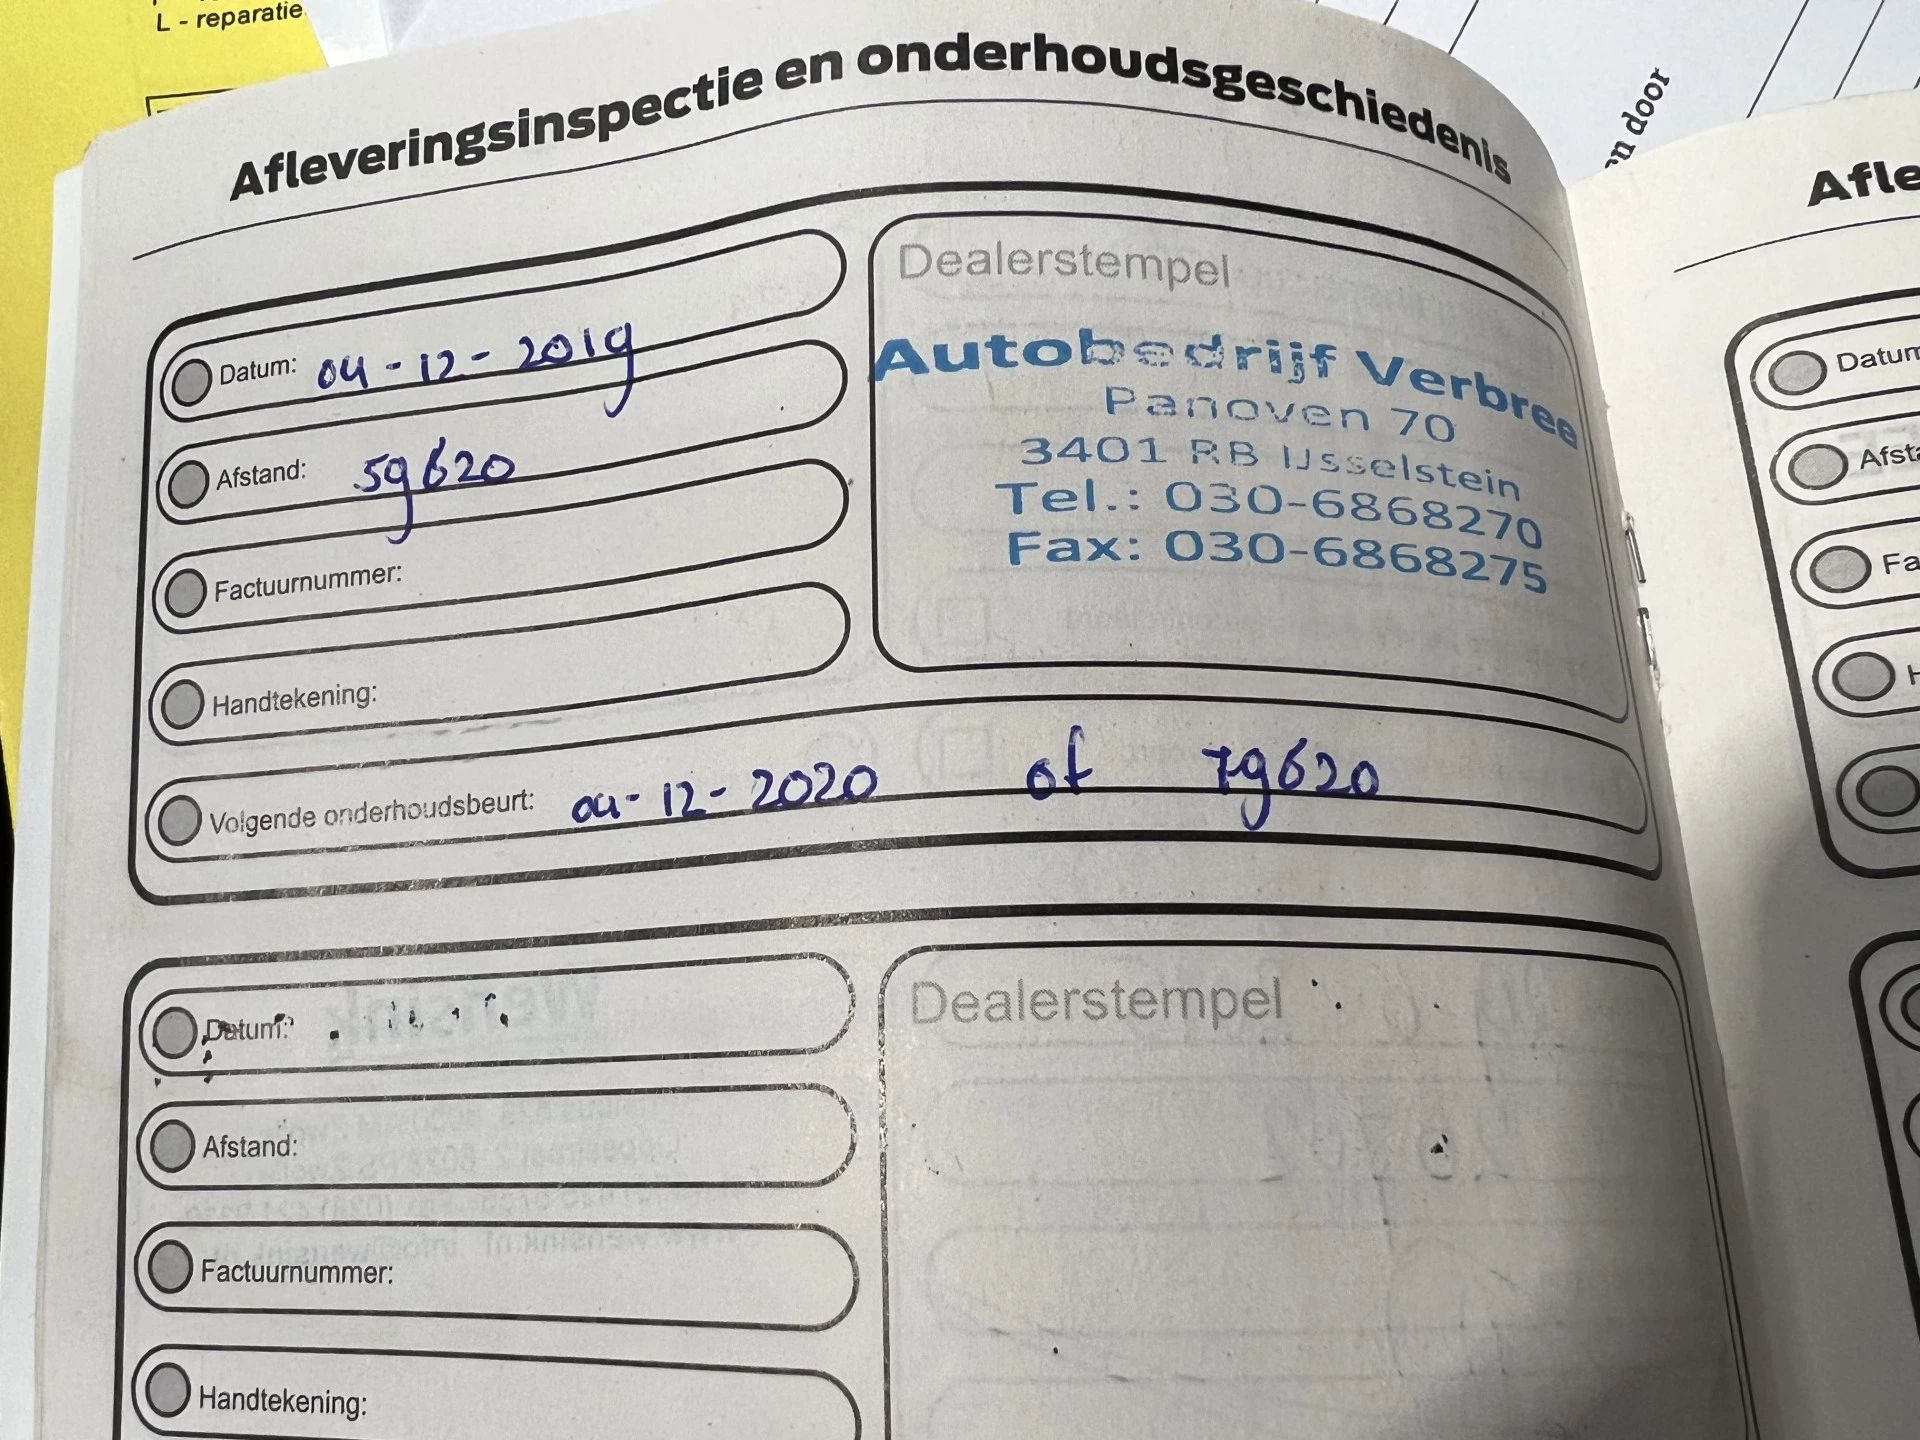 L - reparatie
Afleveringsinspectie en onderhoudsgeschiedenis
Datum: 04-12-2019
Afstand: 59620
Factuurnummer:
Handtekening:
Dealerstempel
Autobedrijf Verbree
Panoven 70
3401 RB IJsselstein
Tel.: 030-6868270
Fax: 030-6868275
Volgende onderhoudsbeurt: 04-12-2020 of 79620
Datum:
Afstand:
Factuurnummer:
Handtekening:
Dealerstempel
door
Afle
Datum
Afsta
Fa
H